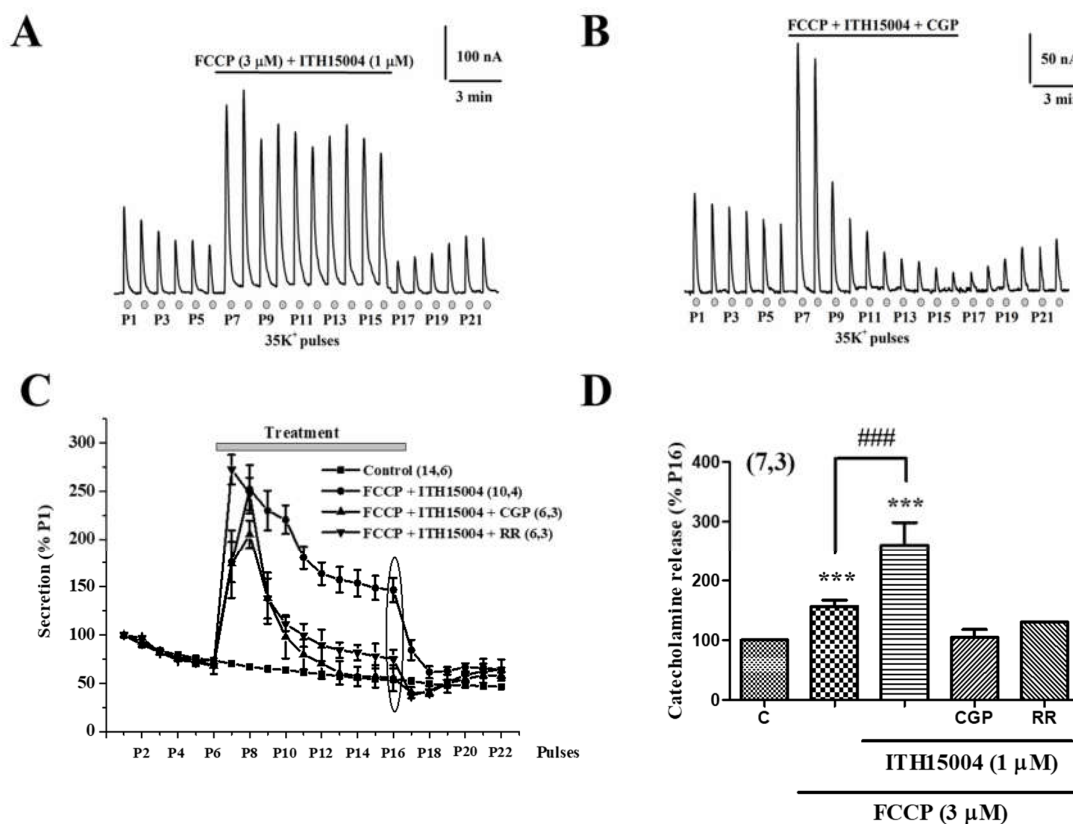 A
FCCP (3 µM) + ITH15004 (1 µM)
100 nA
3 min
P1 P3 P5 P7 P9 P11 P13 P15 P17 P19 P21
35K+ pulses
B
FCCP + ITH15004 + CGP
50 nA
3 min
P1 P3 P5 P7 P9 P11 P13 P15 P17 P19 P21
35K+ pulses
C
Treatment
Control (14,6)
FCCP + ITH15004 (10,4)
FCCP + ITH15004 + CGP (6,3)
FCCP + ITH15004 + RR (6,3)
Secretion (% P1)
300
250
200
150
100
50
0
P2 P4 P6 P8 P10 P12 P14 P16 P18 P20 P22 Pulses
D
(7,3)
###
***
***
Catecholamine release (% P16)
400
300
200
100
0
C CGP RR
ITH15004 (1 µM)
FCCP (3 µM)